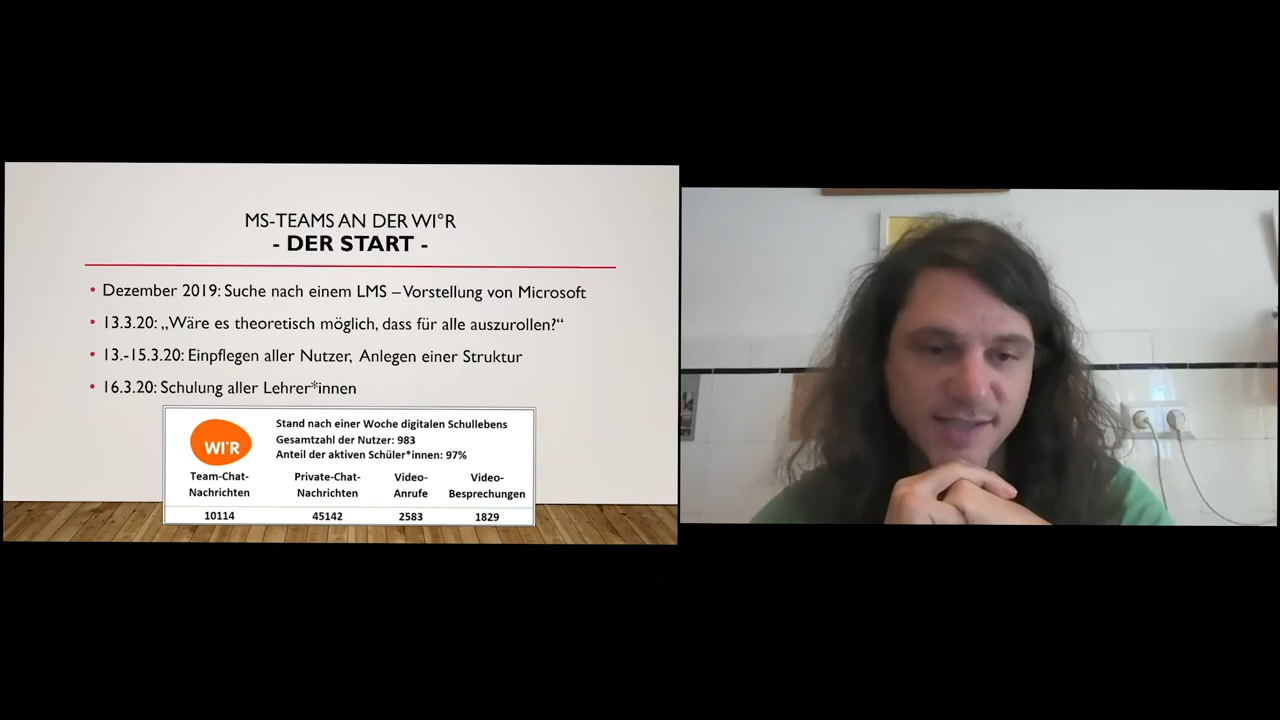 MS-TEAMS AN DER WI°R
- DER START -
• Dezember 2019: Suche nach einem LMS – Vorstellung von Microsoft
• 13.3.20: „Wäre es theoretisch möglich, dass für alle auszurollen?“
• 13.-15.3.20: Einpflegen aller Nutzer, Anlegen einer Struktur
• 16.3.20: Schulung aller Lehrer*innen
WI°R
Stand nach einer Woche digitalen Schullebens
Gesamtzahl der Nutzer: 983
Anteil der aktiven Schüler*innen: 97%
Team-Chat-Nachrichten Private-Chat-Nachrichten Video-Anrufe Video-Besprechungen
10114 45142 2583 1829